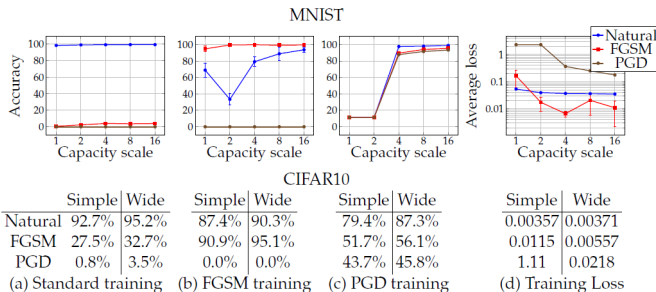 MNIST
Natural
FGSM
PGD
Accuracy
100
80
60
40
20
0
1 2 4 8 16
Capacity scale
100
80
60
40
20
0
1 2 4 8 16
Capacity scale
100
80
60
40
20
0
1 2 4 8 16
Capacity scale
Average loss
1
0.1
0.01
1 2 4 8 16
Capacity scale
CIFAR10
Simple Wide Simple Wide Simple Wide Simple Wide
Natural 92.7% 95.2% 87.4% 90.3% 79.4% 87.3% 0.00357 0.00371
FGSM 27.5% 32.7% 90.9% 95.1% 51.7% 56.1% 0.0115 0.00557
PGD 0.8% 3.5% 0.0% 0.0% 43.7% 45.8% 1.11 0.0218
(a) Standard training (b) FGSM training (c) PGD training (d) Training Loss